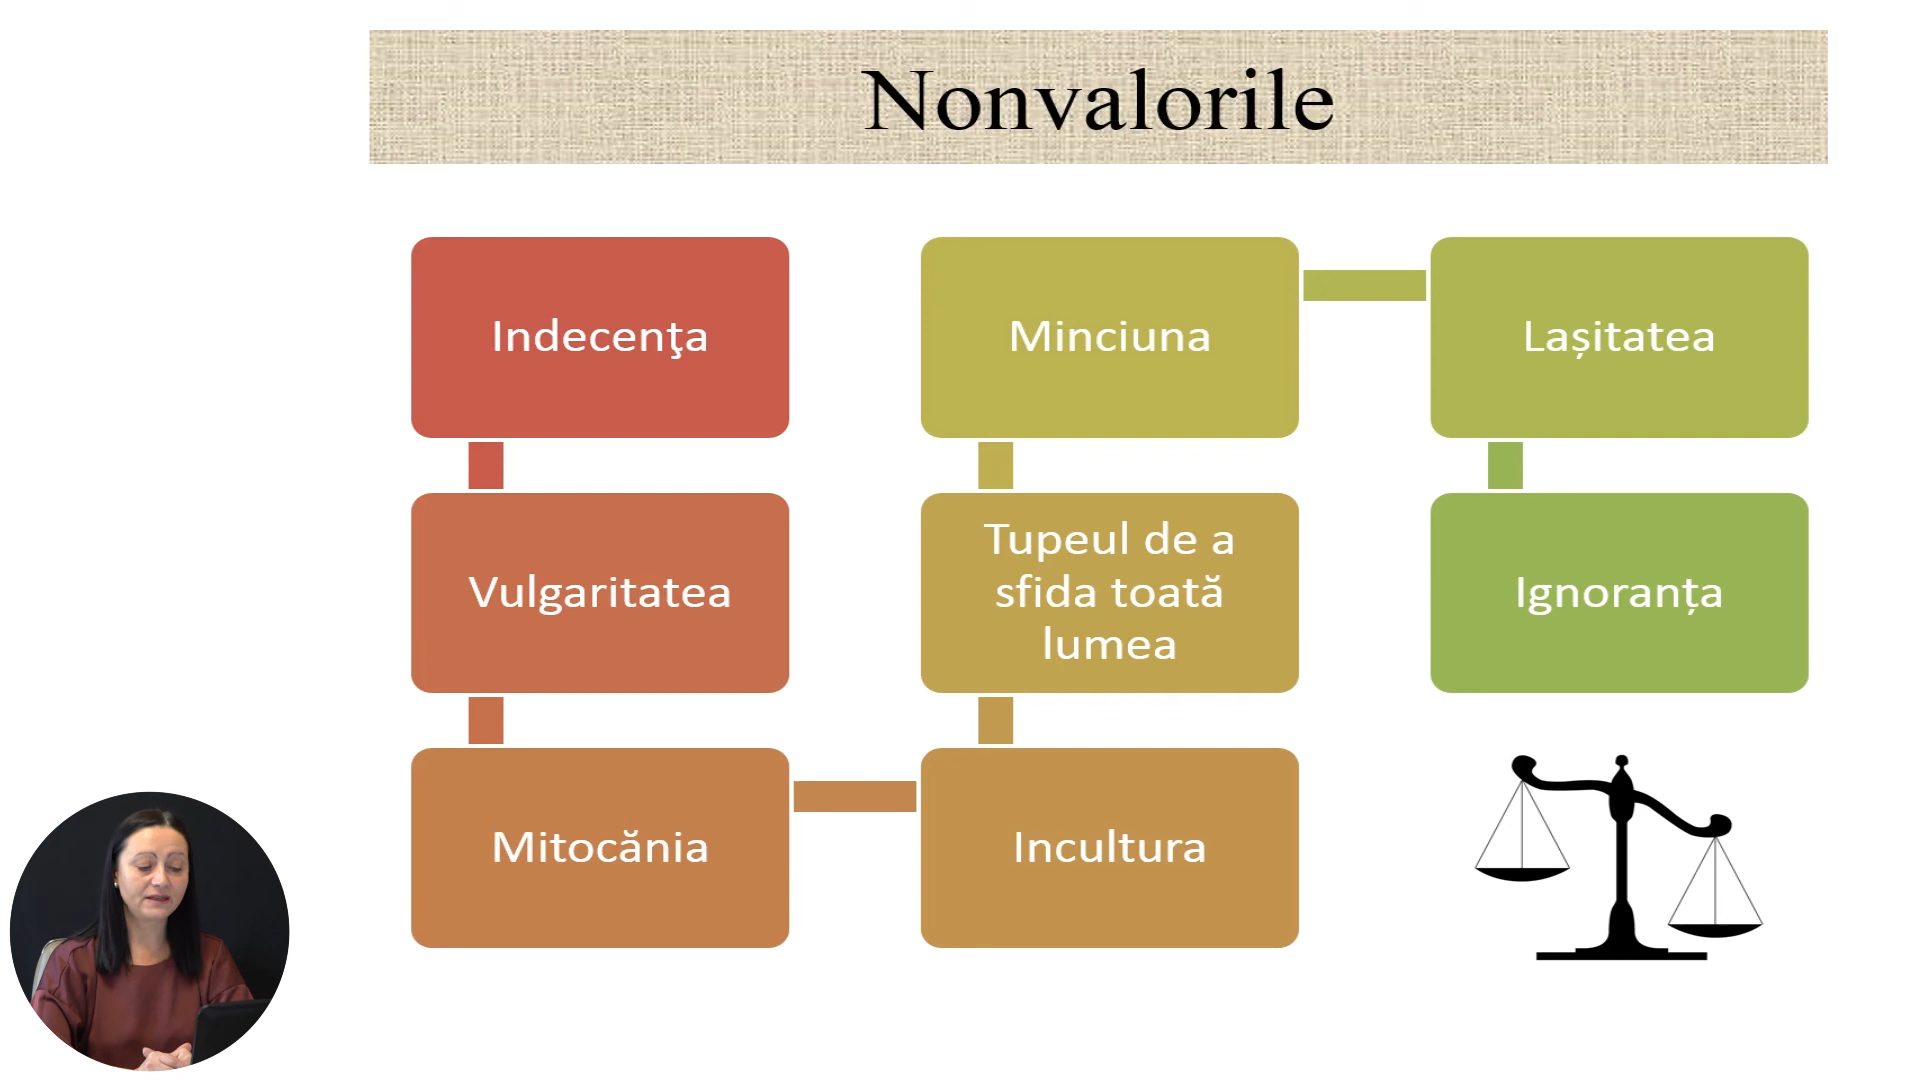 Nonvalorile
Indecenţa
Vulgaritatea
Mitocănia
Incultura
Tupeul de a
sfida toată
lumea
Minciuna
Lașitatea
Ignoranța